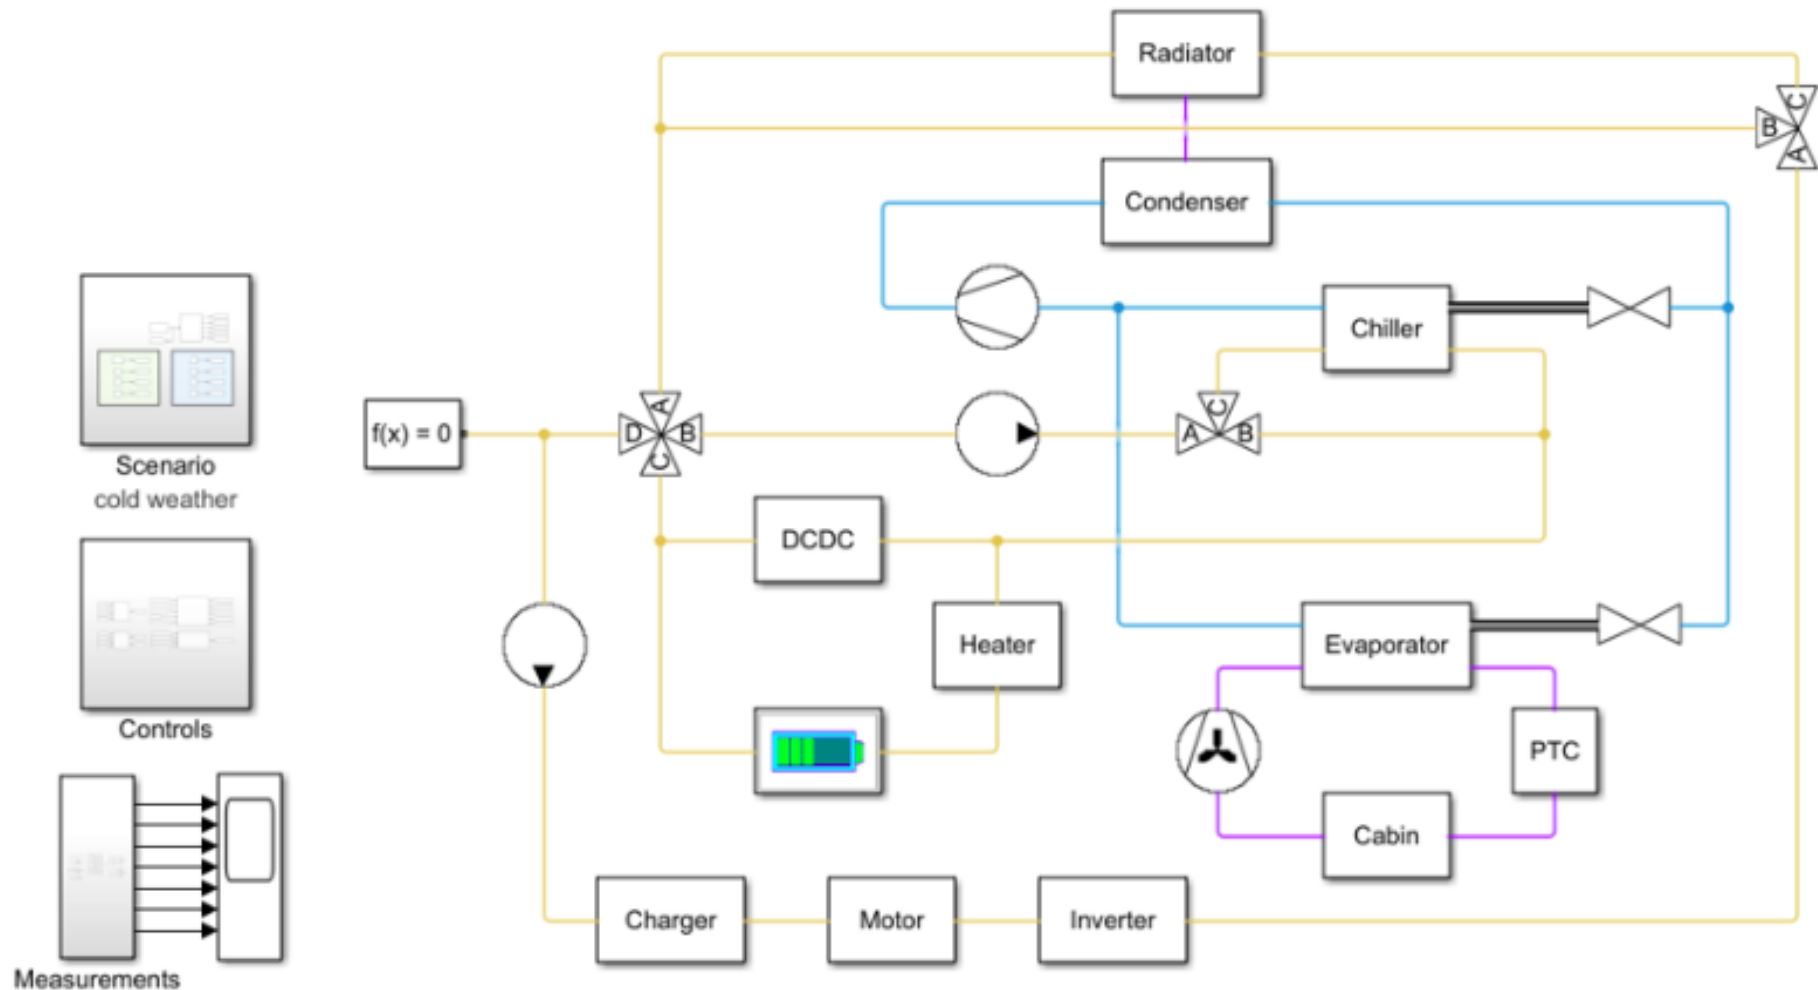 Radiator
C
B
A
Condenser
Chiller
Scenario
cold weather
f(x) = 0
A
D
B
C
C
A
B
DCDC
Heater
Evaporator
PTC
Controls
Cabin
Charger
Motor
Inverter
Measurements